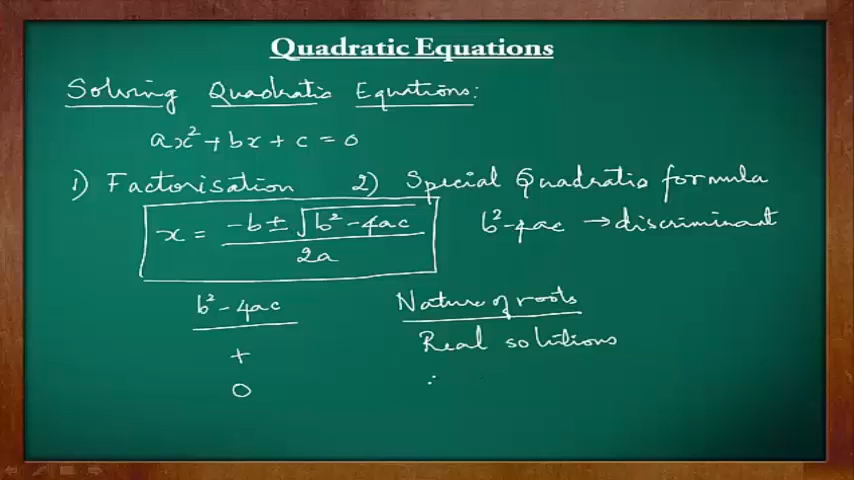 Quadratic Equations
Solving Quadratic Equations:
ax² + bx + c = 0
1) Factorisation 2) Special Quadratic formula
x = (-b ± √(b² - 4ac)) / 2a b² - 4ac → discriminant
b² - 4ac Nature of roots
+ Real solutions
0